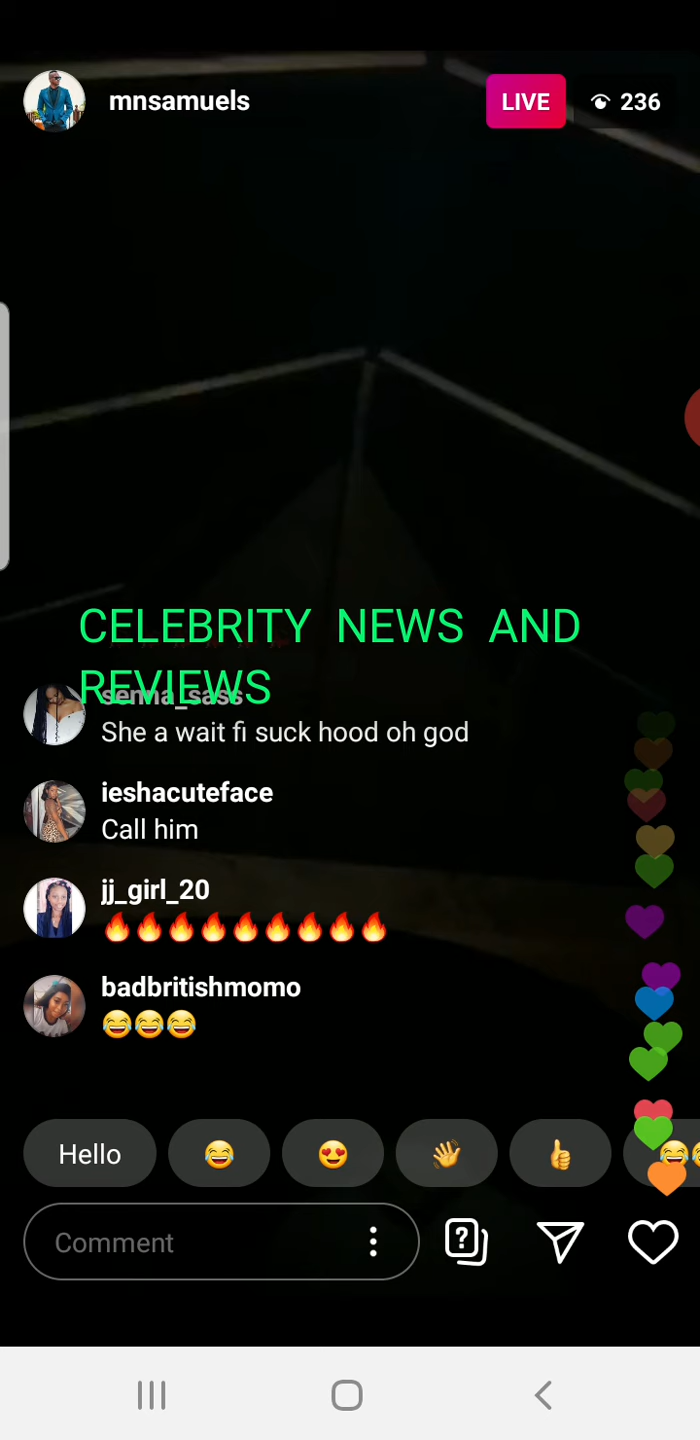 mnsamuels
LIVE
236
CELEBRITY NEWS AND
REVIEWS
senna_sass
She a wait fi suck hood oh god
ieshacuteface
Call him
jj_girl_20
🔥🔥🔥🔥🔥🔥🔥🔥🔥
badbritishmomo
😂😂😂
Hello
Comment